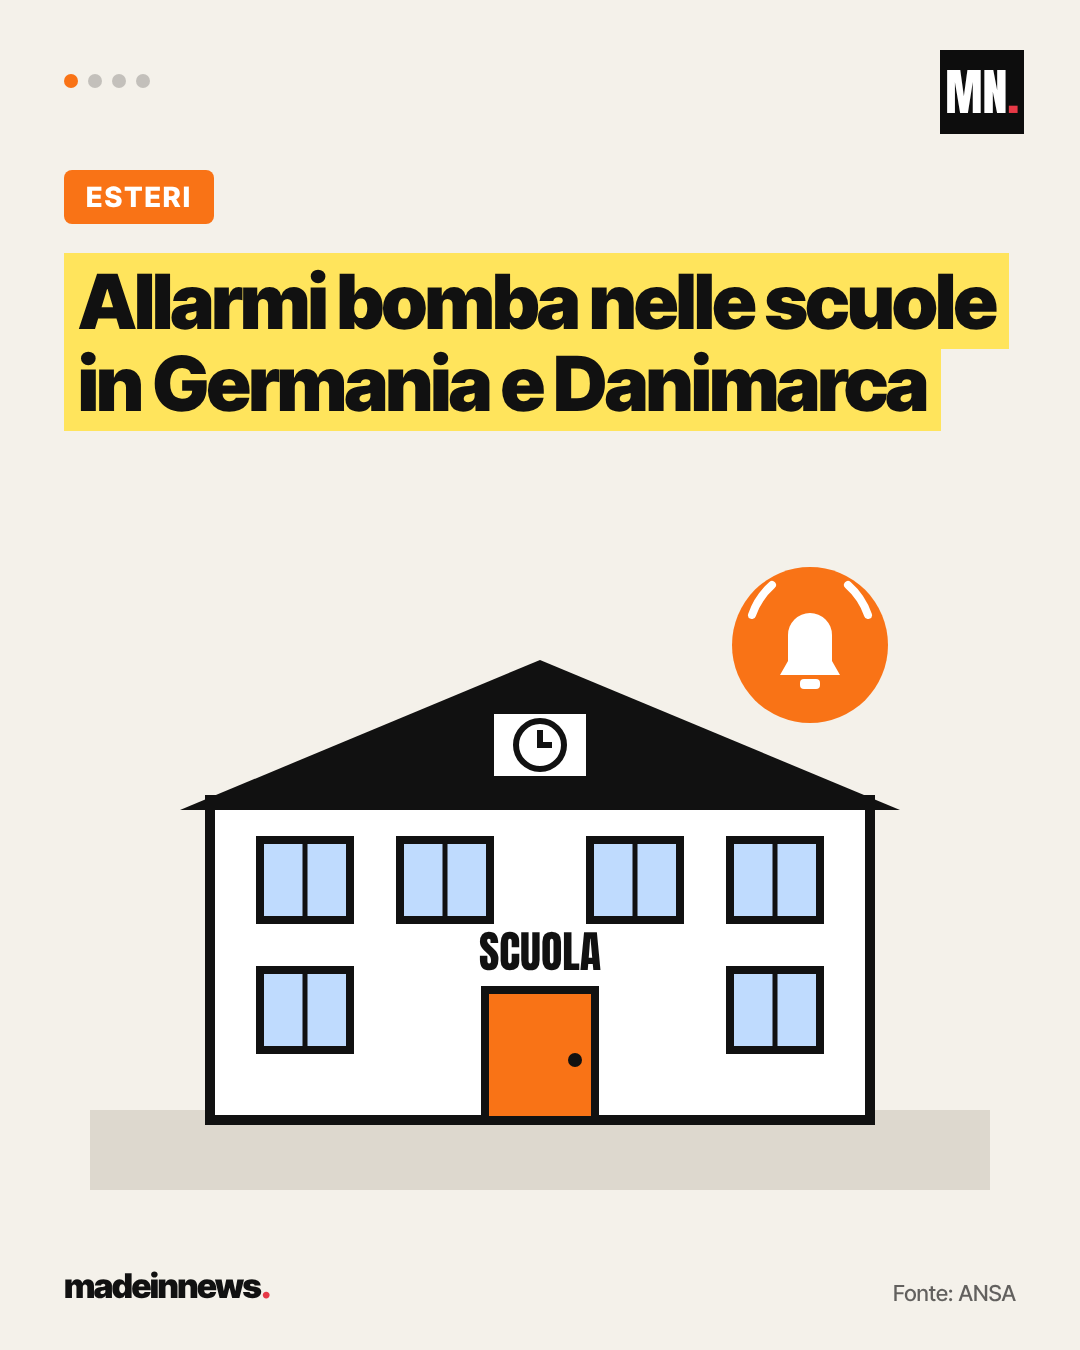 MN.
ESTERI
Allarmi bomba nelle scuole
in Germania e Danimarca
SCUOLA
madeinnews.
Fonte: ANSA